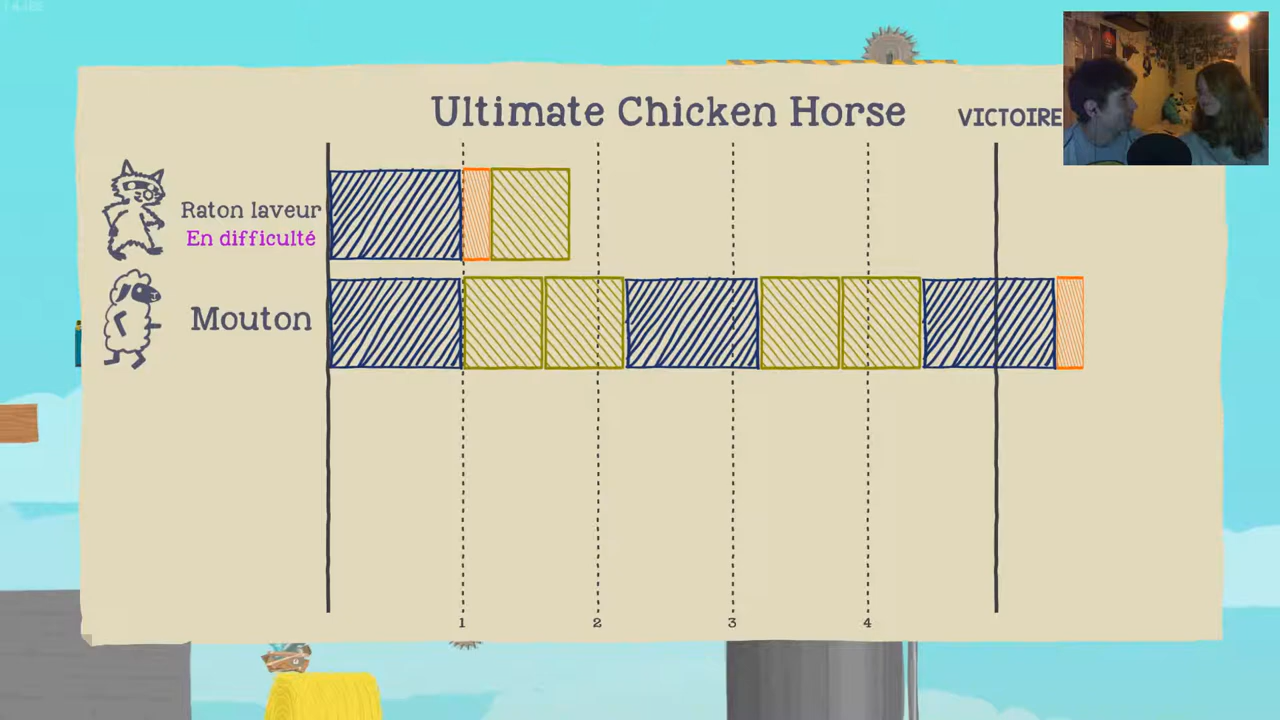 Ultimate Chicken Horse
VICTOIRE
Raton laveur
En difficulté
Mouton
1 2 3 4